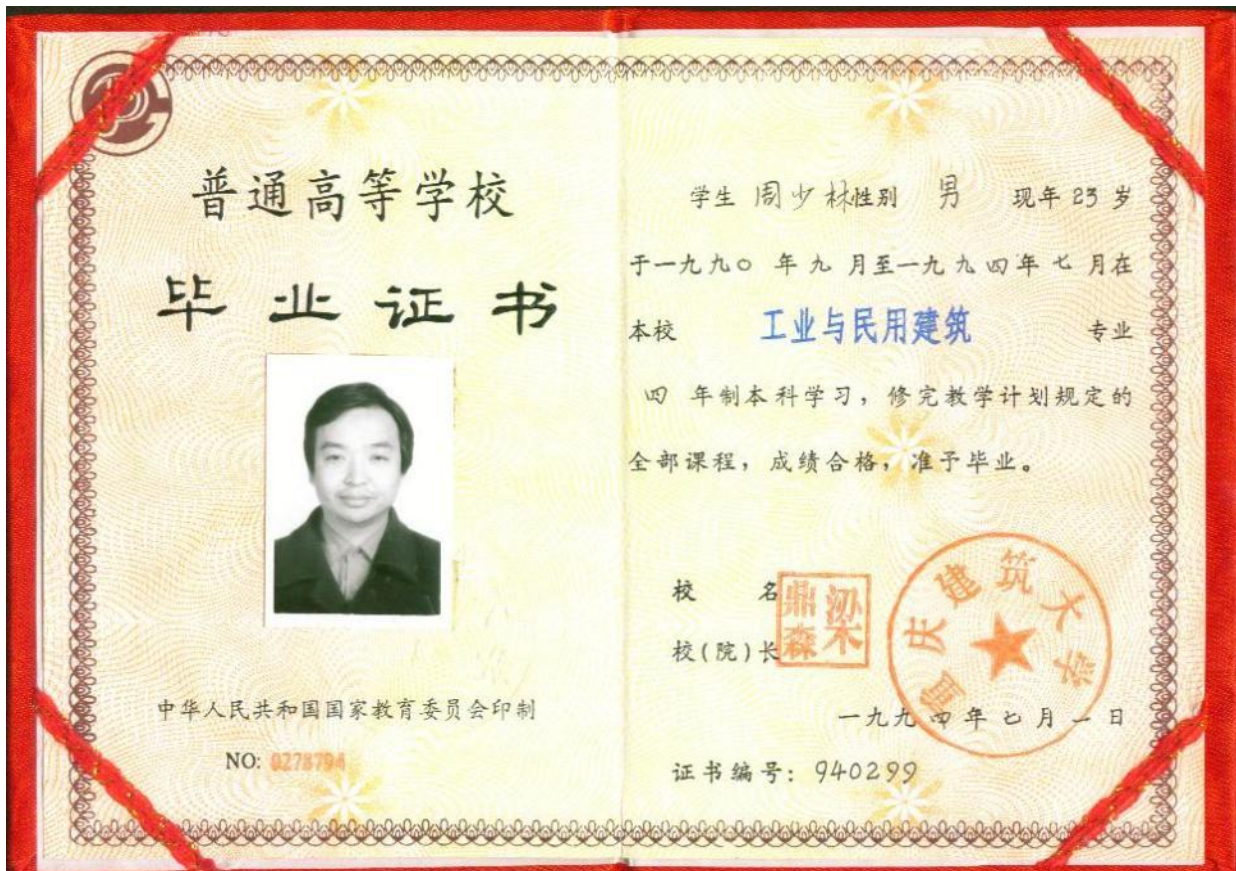 普通高等学校
毕业证书
中华人民共和国国家教育委员会印制
NO: 0278794
学生 周少林 性别 男 现年 23 岁
于一九九〇 年 九 月至一九九四年 七 月在
本校 工业与民用建筑 专业
四 年制本科学习，修完教学计划规定的
全部课程，成绩合格，准予毕业。
校 名
校(院)长
梁鼎森
重庆建筑大学
一九九四年七月一日
证书编号：940299